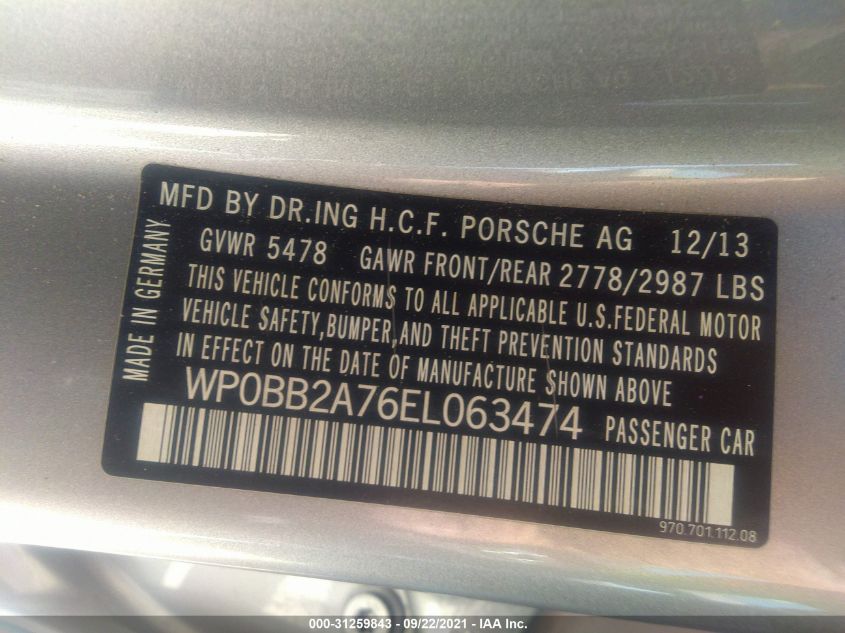 MFD BY DR.ING H.C.F. PORSCHE AG 12/13
GVWR 5478 GAWR FRONT/REAR 2778/2987 LBS
THIS VEHICLE CONFORMS TO ALL APPLICABLE U.S.FEDERAL MOTOR
VEHICLE SAFETY,BUMPER,AND THEFT PREVENTION STANDARDS
IN EFFECT ON THE DATE OF MANUFACTURE SHOWN ABOVE
WP0BB2A76EL063474 PASSENGER CAR
MADE IN GERMANY
970.701.112.08
000-31259843 - 09/22/2021 - IAA Inc.